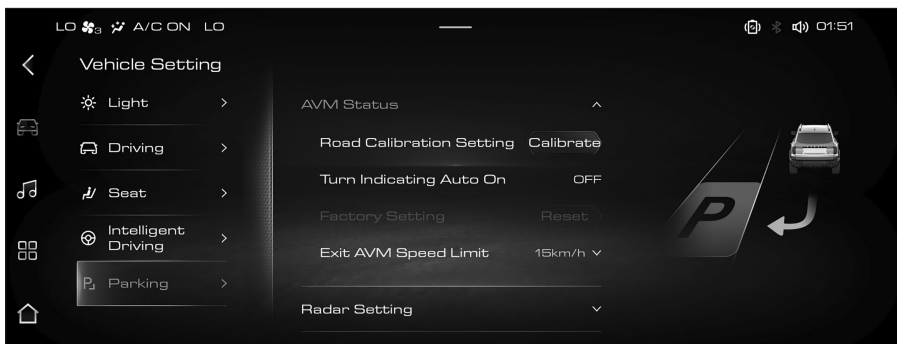 LO 3 A/C ON LO
01:51
Vehicle Setting
Light
Driving
Seat
Intelligent
Driving
Parking
AVM Status
Road Calibration Setting Calibrate
Turn Indicating Auto On OFF
Factory Setting Reset
Exit AVM Speed Limit 15km/h
Radar Setting
P